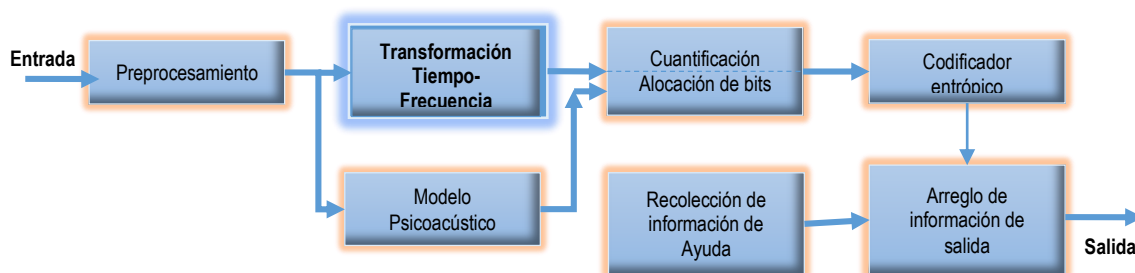 Entrada
Preprocesamiento
Transformación
Tiempo-
Frecuencia
Cuantificación
Alocación de bits
Codificador
entrópico
Modelo
Psicoacústico
Recolección de
información de
Ayuda
Arreglo de
información de
salida
Salida